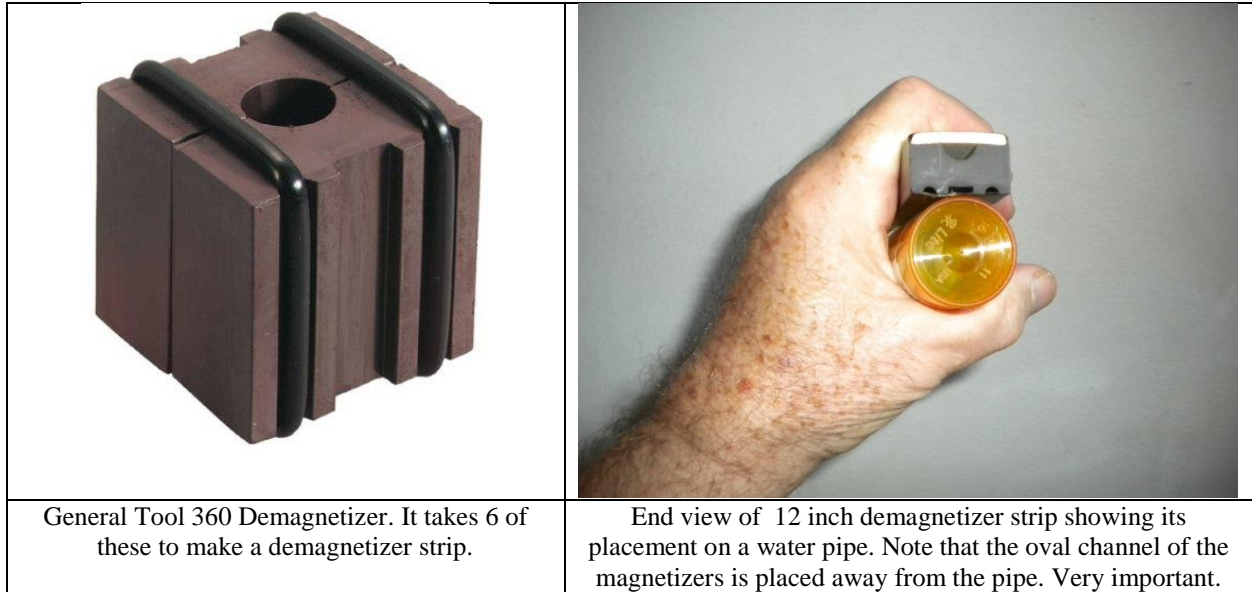 Lite
11
General Tool 360 Demagnetizer. It takes 6 of
these to make a demagnetizer strip.
End view of 12 inch demagnetizer strip showing its
placement on a water pipe. Note that the oval channel of the
magnetizers is placed away from the pipe. Very important.